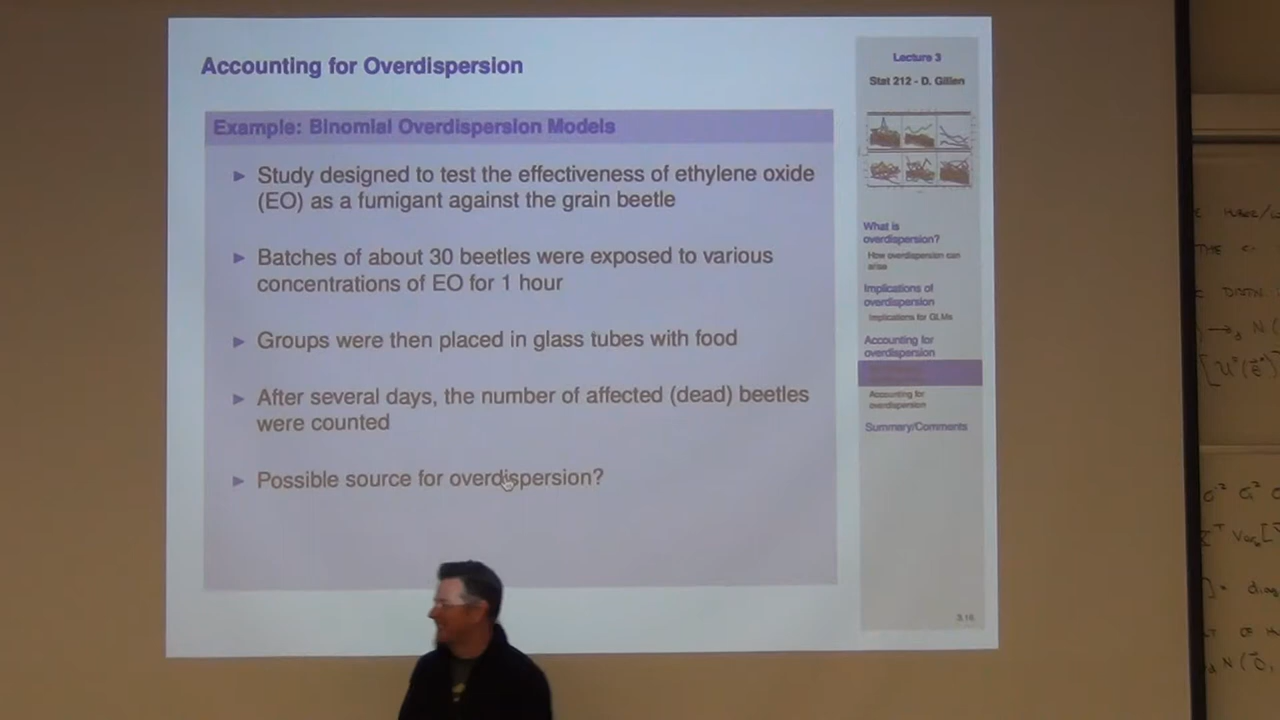 Accounting for Overdispersion
Example: Binomial Overdispersion Models
Study designed to test the effectiveness of ethylene oxide
(EO) as a fumigant against the grain beetle
Batches of about 30 beetles were exposed to various
concentrations of EO for 1 hour
Groups were then placed in glass tubes with food
After several days, the number of affected (dead) beetles
were counted
Possible source for overdispersion?
Lecture 3
Stat 212 - D. Gillen
What is
overdispersion?
How overdispersion can
arise
Implications of
overdispersion
Implications for GLMs
Accounting for
overdispersion
Accounting for
overdispersion
Summary/Comments
THE
DATA